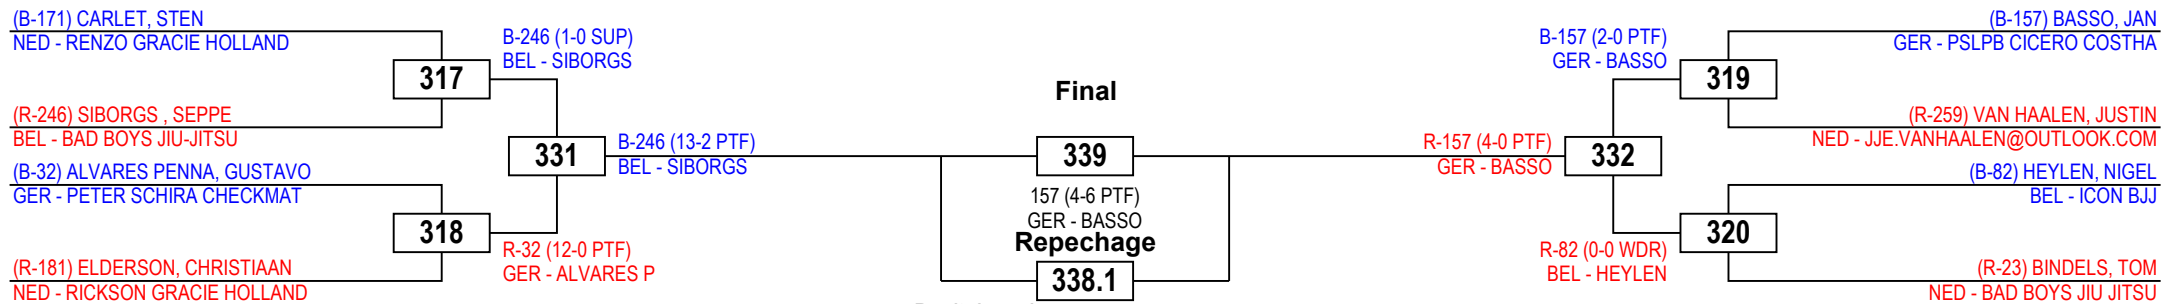 (B-171) CARLET, STEN
NED - RENZO GRACIE HOLLAND
317
(R-246) SIBORGS , SEPPE
BEL - BAD BOYS JIU-JITSU
B-246 (1-0 SUP)
BEL - SIBORGS
(B-32) ALVARES PENNA, GUSTAVO
GER - PETER SCHIRA CHECKMAT
318
(R-181) ELDERSON, CHRISTIAAN
NED - RICKSON GRACIE HOLLAND
R-32 (12-0 PTF)
GER - ALVARES P
331
B-246 (13-2 PTF)
BEL - SIBORGS
Final
339
157 (4-6 PTF)
GER - BASSO
Repechage
338.1
R-157 (4-0 PTF)
GER - BASSO
332
B-157 (2-0 PTF)
GER - BASSO
319
(B-157) BASSO, JAN
GER - PSLPB CICERO COSTHA
(R-259) VAN HAALEN, JUSTIN
NED - JJE.VANHAALEN@OUTLOOK.COM
R-82 (0-0 WDR)
BEL - HEYLEN
320
(B-82) HEYLEN, NIGEL
BEL - ICON BJJ
(R-23) BINDELS, TOM
NED - BAD BOYS JIU JITSU